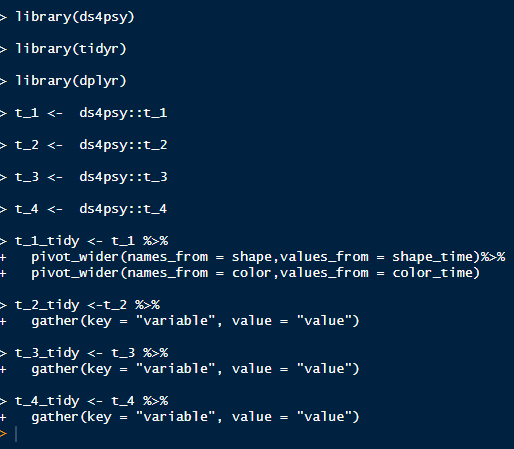 > library(ds4psy)
> library(tidyr)
> library(dplyr)
> t_1 <-  ds4psy::t_1
> t_2 <-  ds4psy::t_2
> t_3 <-  ds4psy::t_3
> t_4 <-  ds4psy::t_4
> t_1_tidy <- t_1 %>%
+   pivot_wider(names_from = shape,values_from = shape_time)%>%
+   pivot_wider(names_from = color,values_from = color_time)
> t_2_tidy <-t_2 %>%
+   gather(key = "variable", value = "value")
> t_3_tidy <- t_3 %>%
+   gather(key = "variable", value = "value")
> t_4_tidy <- t_4 %>%
+   gather(key = "variable", value = "value")
>